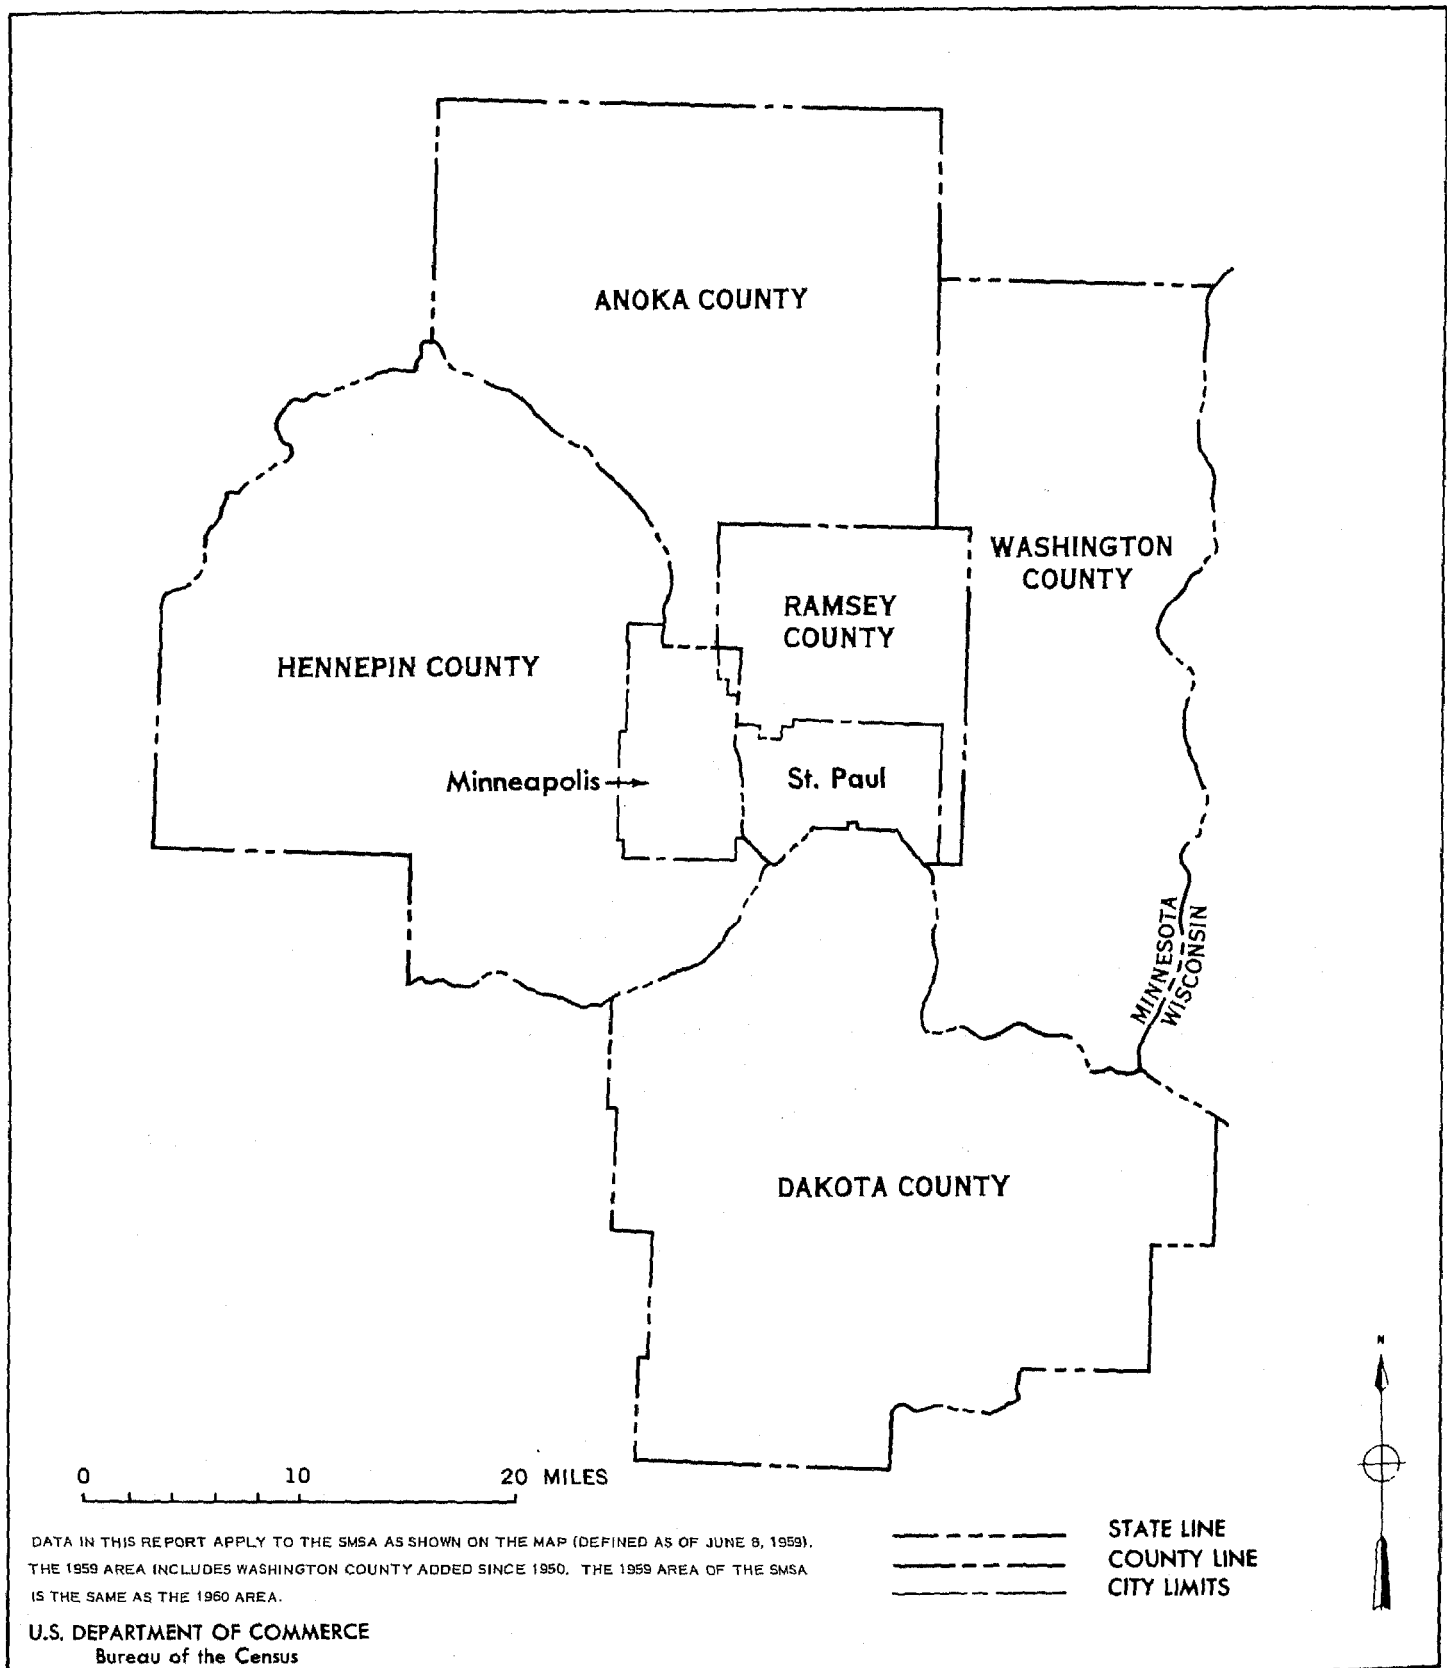 ANOKA COUNTY
WASHINGTON
COUNTY
RAMSEY
COUNTY
HENNEPIN COUNTY
Minneapolis
St. Paul
MINNESOTA
WISCONSIN
DAKOTA COUNTY
N
0 10 20 MILES
DATA IN THIS REPORT APPLY TO THE SMSA AS SHOWN ON THE MAP (DEFINED AS OF JUNE 8, 1959).
THE 1959 AREA INCLUDES WASHINGTON COUNTY ADDED SINCE 1950. THE 1959 AREA OF THE SMSA
IS THE SAME AS THE 1960 AREA.
U.S. DEPARTMENT OF COMMERCE
Bureau of the Census
STATE LINE
COUNTY LINE
CITY LIMITS